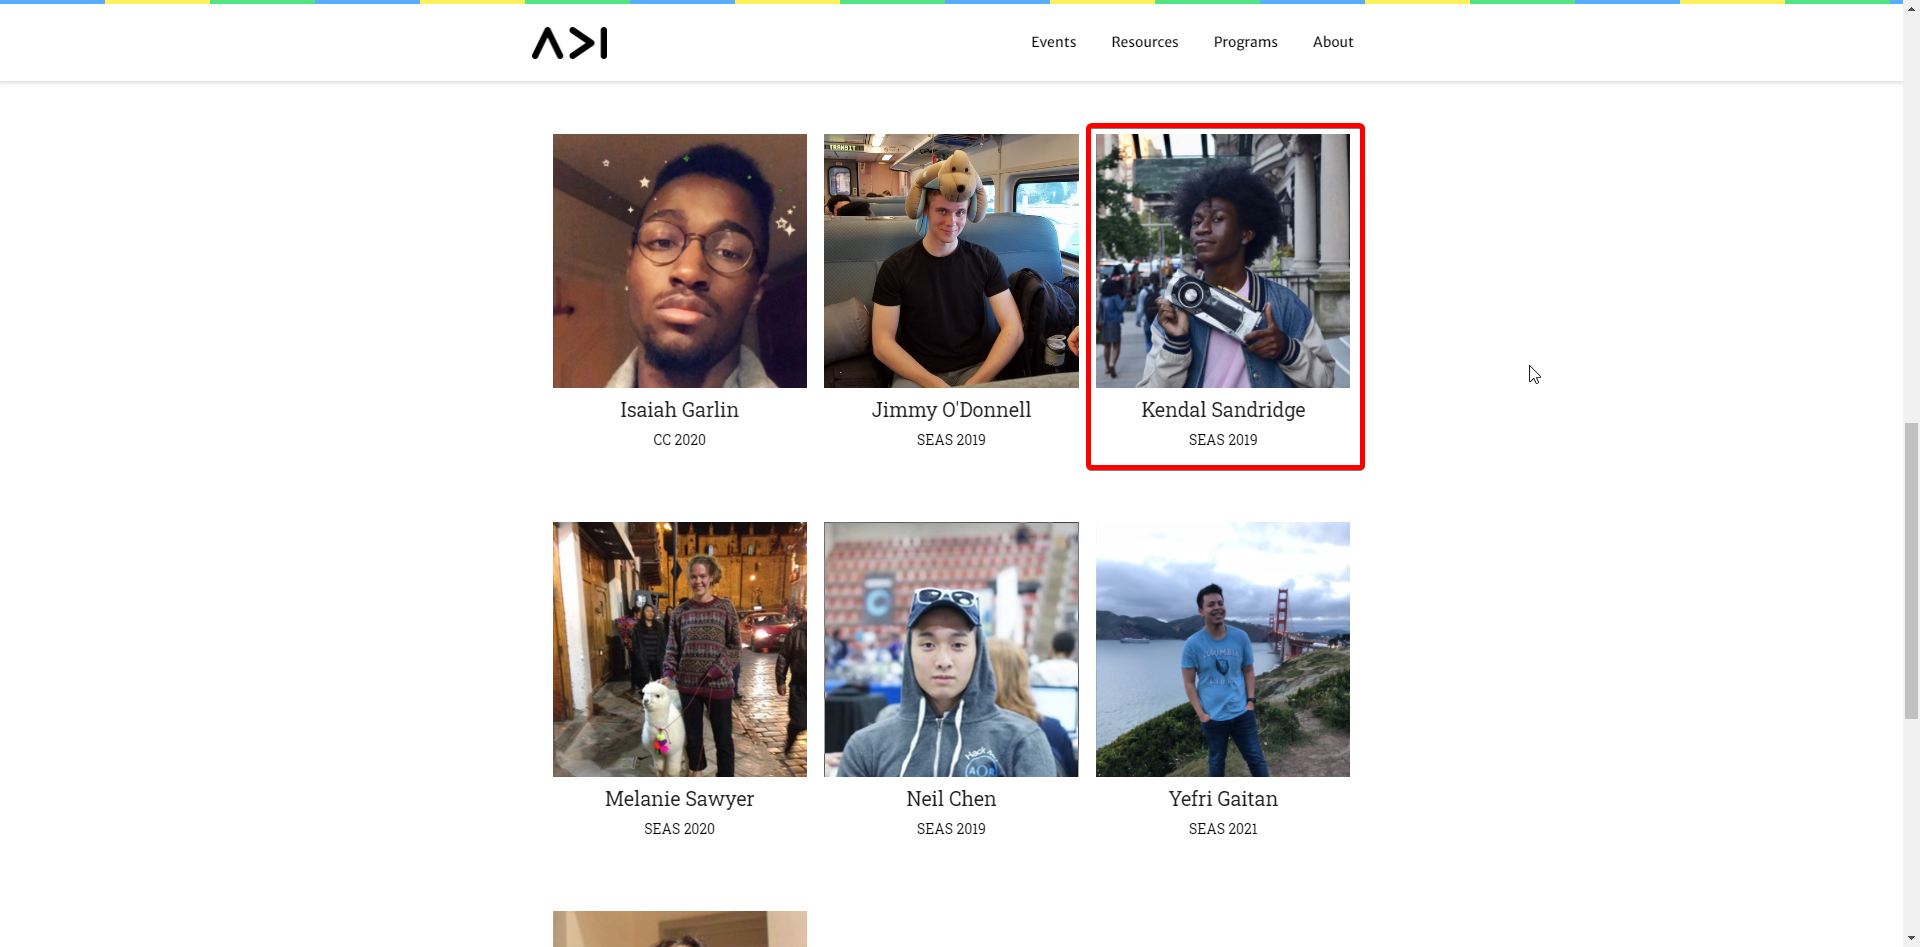 Events Resources Programs About
TRANSIT
Isaiah Garlin Jimmy O'Donnell Kendal Sandridge
CC 2020 SEAS 2019 SEAS 2019
Melanie Sawyer Neil Chen Yefri Gaitan
SEAS 2020 SEAS 2019 SEAS 2021